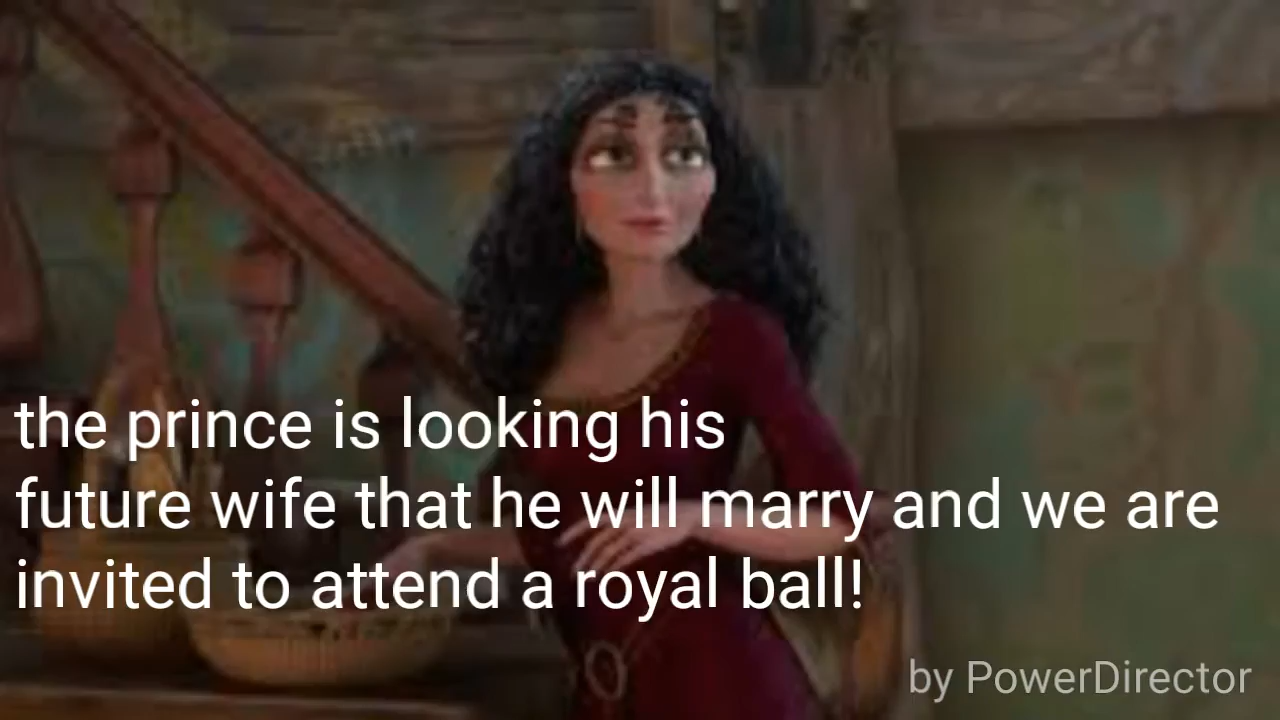 the prince is looking his
future wife that he will marry and we are
invited to attend a royal ball!
by PowerDirector